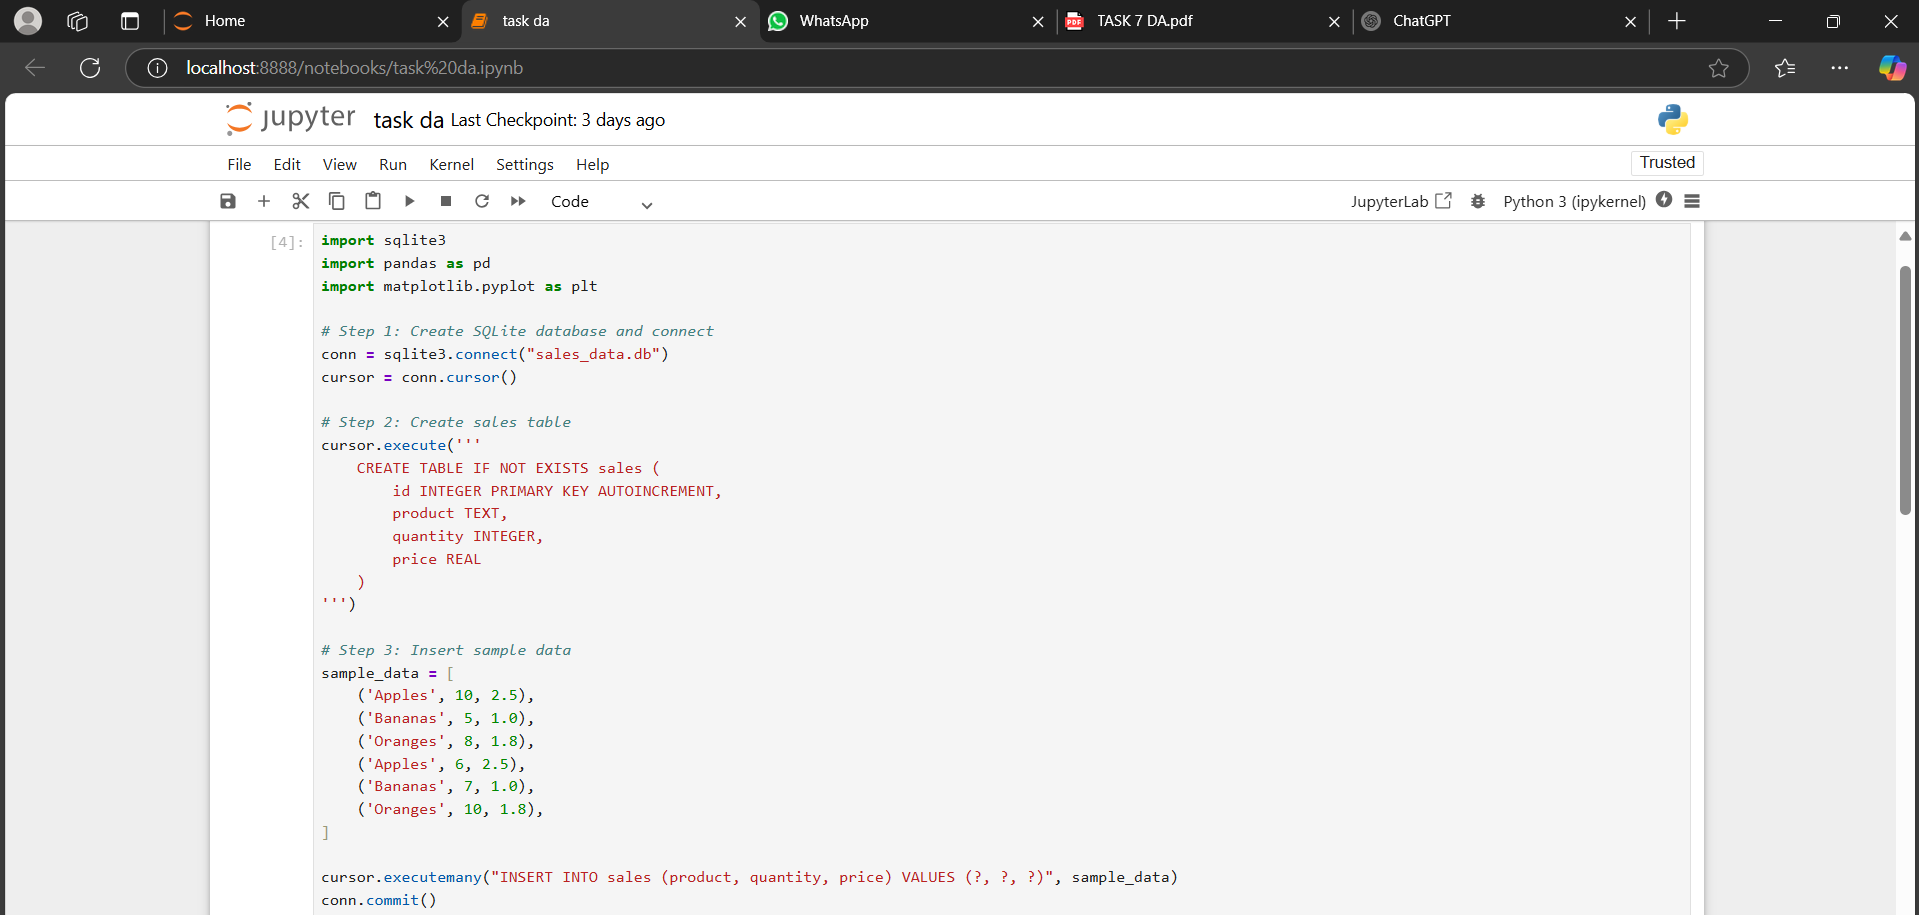 Home
task da
WhatsApp
TASK 7 DA.pdf
ChatGPT
localhost:8888/notebooks/task%20da.ipynb
jupyter task da Last Checkpoint: 3 days ago
File Edit View Run Kernel Settings Help
Trusted
Code
JupyterLab
Python 3 (ipykernel)
[4]:
import sqlite3
import pandas as pd
import matplotlib.pyplot as plt

# Step 1: Create SQLite database and connect
conn = sqlite3.connect("sales_data.db")
cursor = conn.cursor()

# Step 2: Create sales table
cursor.execute('''
    CREATE TABLE IF NOT EXISTS sales (
        id INTEGER PRIMARY KEY AUTOINCREMENT,
        product TEXT,
        quantity INTEGER,
        price REAL
    )
''')

# Step 3: Insert sample data
sample_data = [
    ('Apples', 10, 2.5),
    ('Bananas', 5, 1.0),
    ('Oranges', 8, 1.8),
    ('Apples', 6, 2.5),
    ('Bananas', 7, 1.0),
    ('Oranges', 10, 1.8),
]

cursor.executemany("INSERT INTO sales (product, quantity, price) VALUES (?, ?, ?)", sample_data)
conn.commit()